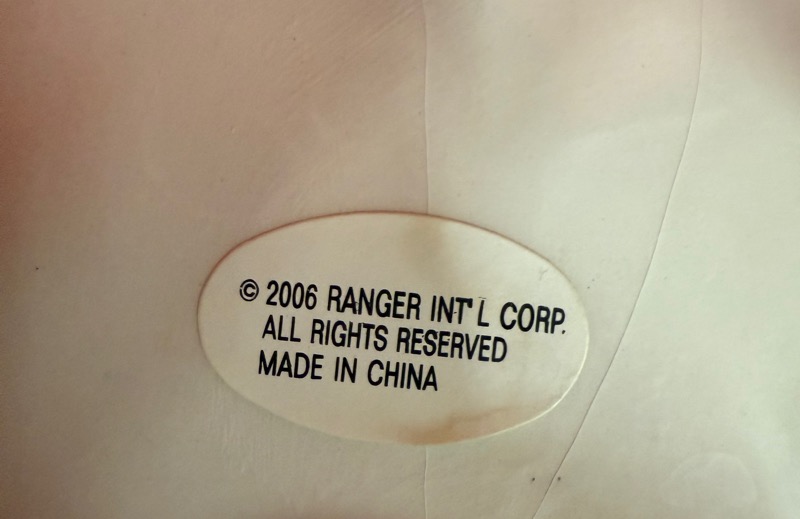 © 2006 RANGER INT'L CORP.
ALL RIGHTS RESERVED
MADE IN CHINA